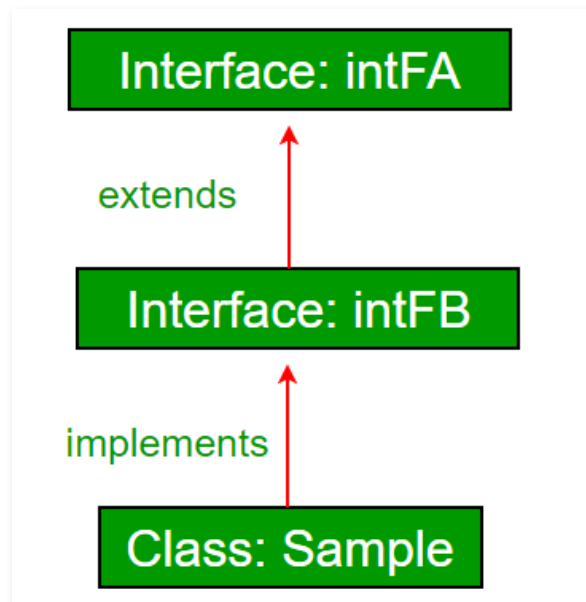 Interface: intFA
extends
Interface: intFB
implements
Class: Sample